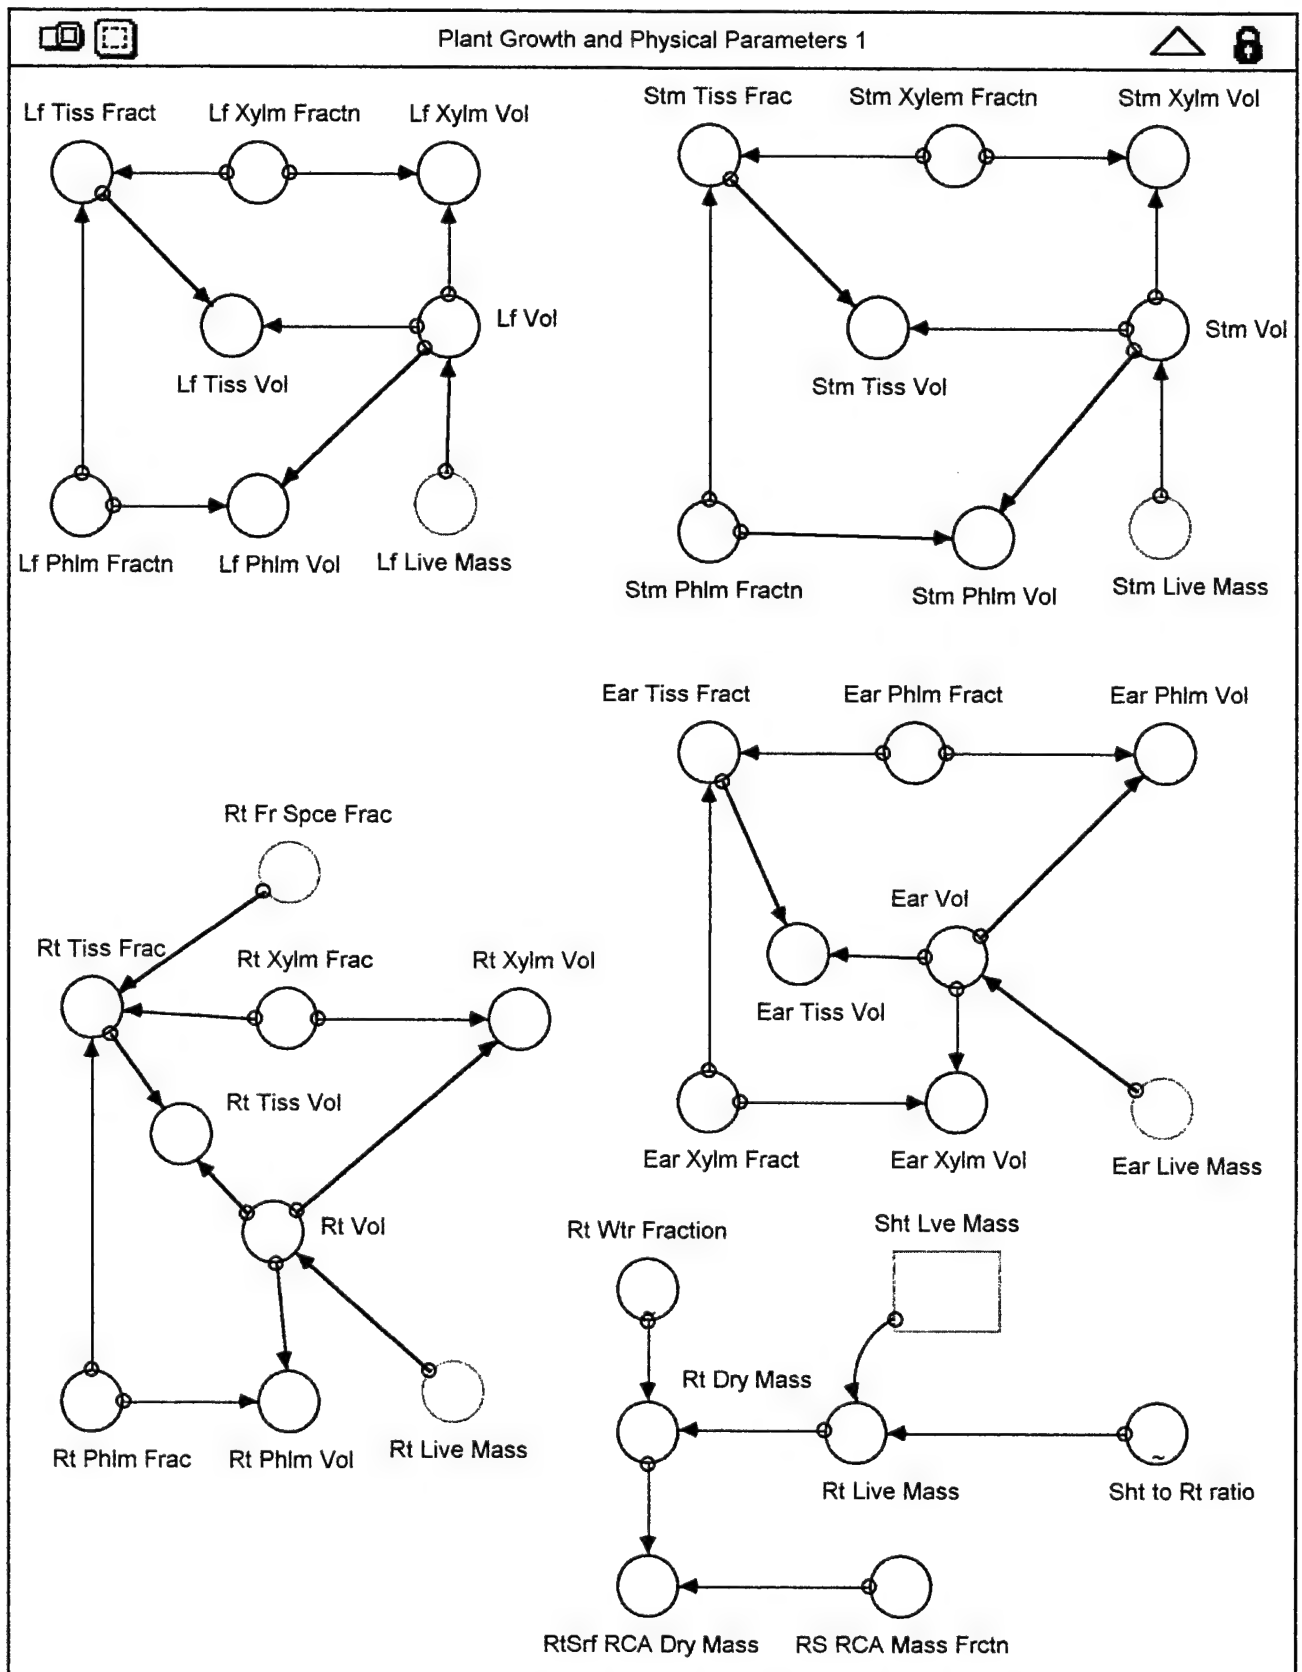 Plant Growth and Physical Parameters 1
Lf Tiss Fract
Lf Xylm Fractn
Lf Xylm Vol
Lf Vol
Lf Tiss Vol
Lf Phlm Fractn
Lf Phlm Vol
Lf Live Mass
Stm Tiss Frac
Stm Xylem Fractn
Stm Xylm Vol
Stm Vol
Stm Tiss Vol
Stm Phlm Fractn
Stm Phlm Vol
Stm Live Mass
Ear Tiss Fract
Ear Phlm Fract
Ear Phlm Vol
Ear Vol
Ear Tiss Vol
Ear Xylm Fract
Ear Xylm Vol
Ear Live Mass
Rt Fr Spce Frac
Rt Tiss Frac
Rt Xylm Frac
Rt Xylm Vol
Rt Tiss Vol
Rt Vol
Rt Phlm Frac
Rt Phlm Vol
Rt Live Mass
Rt Wtr Fraction
Sht Lve Mass
Rt Dry Mass
Rt Live Mass
Sht to Rt ratio
RtSrf RCA Dry Mass
RS RCA Mass Frctn